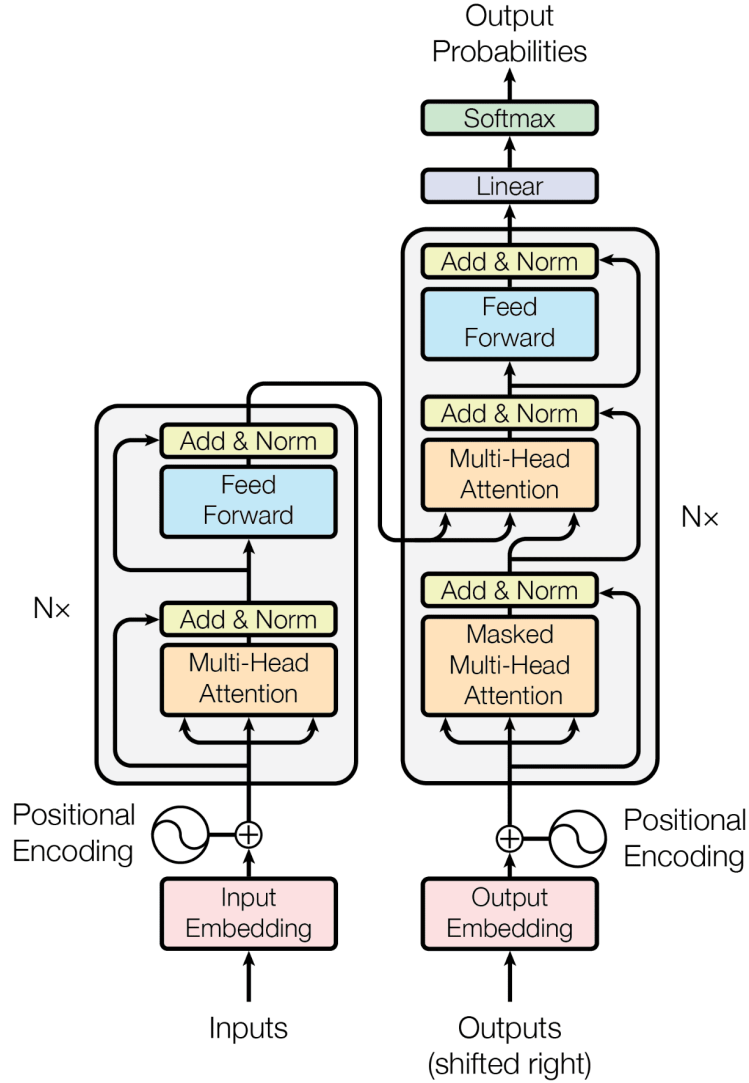 Output
Probabilities
Softmax
Linear
Add & Norm
Feed
Forward
Add & Norm
Multi-Head
Attention
Add & Norm
Masked
Multi-Head
Attention
N×
Add & Norm
Feed
Forward
Add & Norm
Multi-Head
Attention
N×
Positional
Encoding
Positional
Encoding
Input
Embedding
Output
Embedding
Inputs
Outputs
(shifted right)